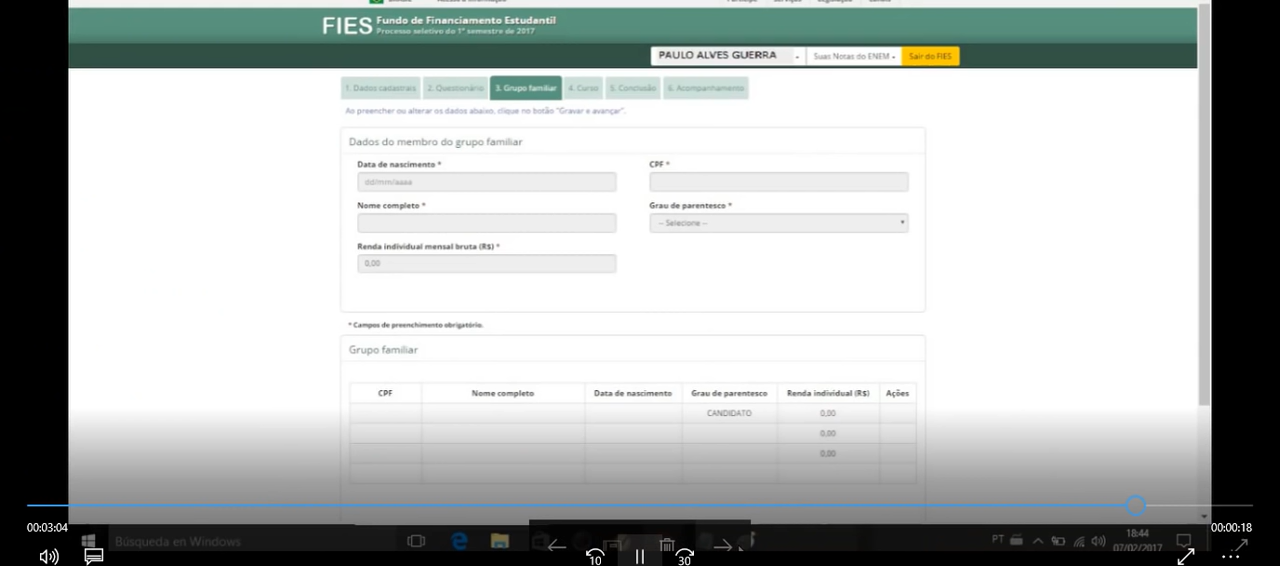 Fundo de Financiamento Estudantil
FIES
Processo seletivo do 1º semestre de 2017
PAULO ALVES GUERRA
Suas Notas do ENEM
Sair do FIES
1. Dados cadastrais
2. Questionário
3. Grupo familiar
4. Curso
5. Conclusão
6. Acompanhamento
Ao preencher ou alterar os dados abaixo, clique no botão "Gravar e avançar".
Dados do membro do grupo familiar
Data de nascimento *
CPF *
dd/mm/aaaa
Nome completo *
Grau de parentesco *
-- Selecione --
Renda individual mensal bruta (R$) *
0,00
* Campos de preenchimento obrigatório.
Grupo familiar
CPF Nome completo Data de nascimento Grau de parentesco Renda individual (R$) Ações
CANDIDATO 0,00
0,00
0,00
00:03:04
00:00:18
Búsqueda en Windows
PT
18:44
07/02/2017
10
30